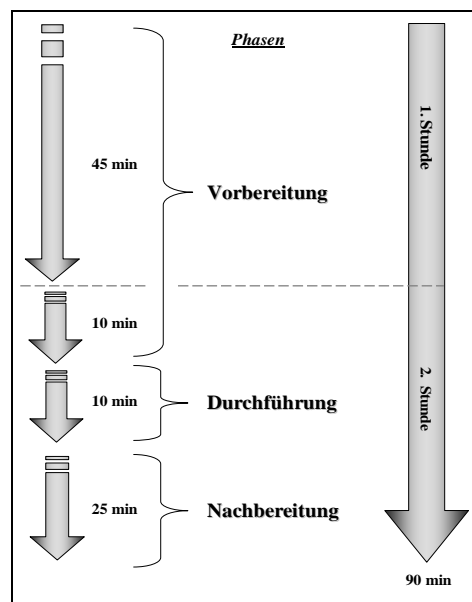 Phasen
1. Stunde
45 min
Vorbereitung
10 min
2. Stunde
10 min
Durchführung
25 min
Nachbereitung
90 min